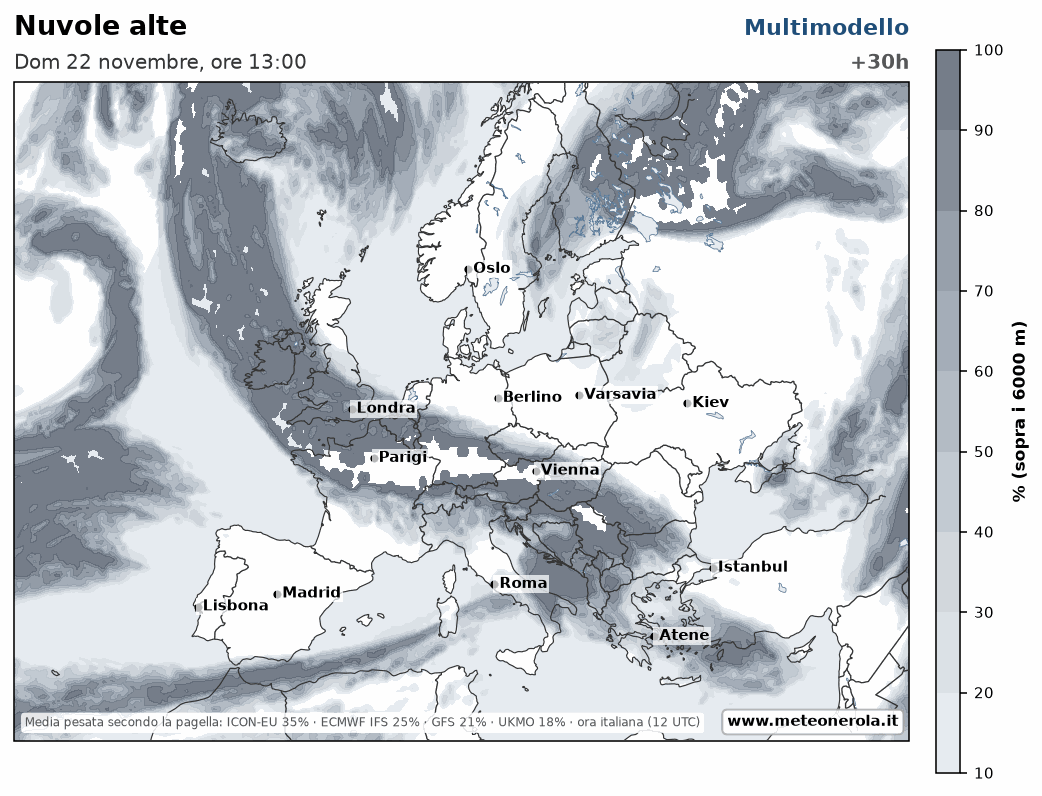 Nuvole alte
Multimodello
Dom 22 novembre, ore 13:00
+30h
100
90
80
70
60
50
40
30
20
10
% (sopra i 6000 m)
Oslo
Londra
Berlino
Varsavia
Kiev
Parigi
Vienna
Istanbul
Roma
Madrid
Lisbona
Atene
Media pesata secondo la pagella: ICON-EU 35% · ECMWF IFS 25% · GFS 21% · UKMO 18% · ora italiana (12 UTC)
www.meteonerola.it